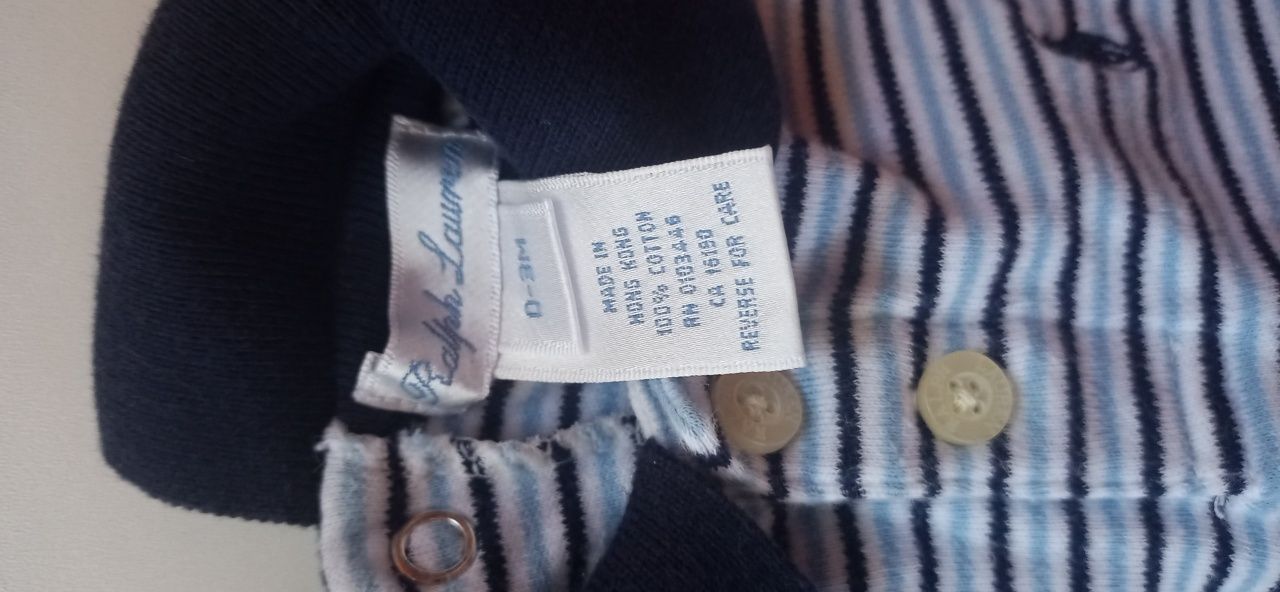 Ralph Lauren
0-3M
MADE IN
HONG KONG
100% COTTON
RN 0103446
CA 16190
REVERSE FOR CARE